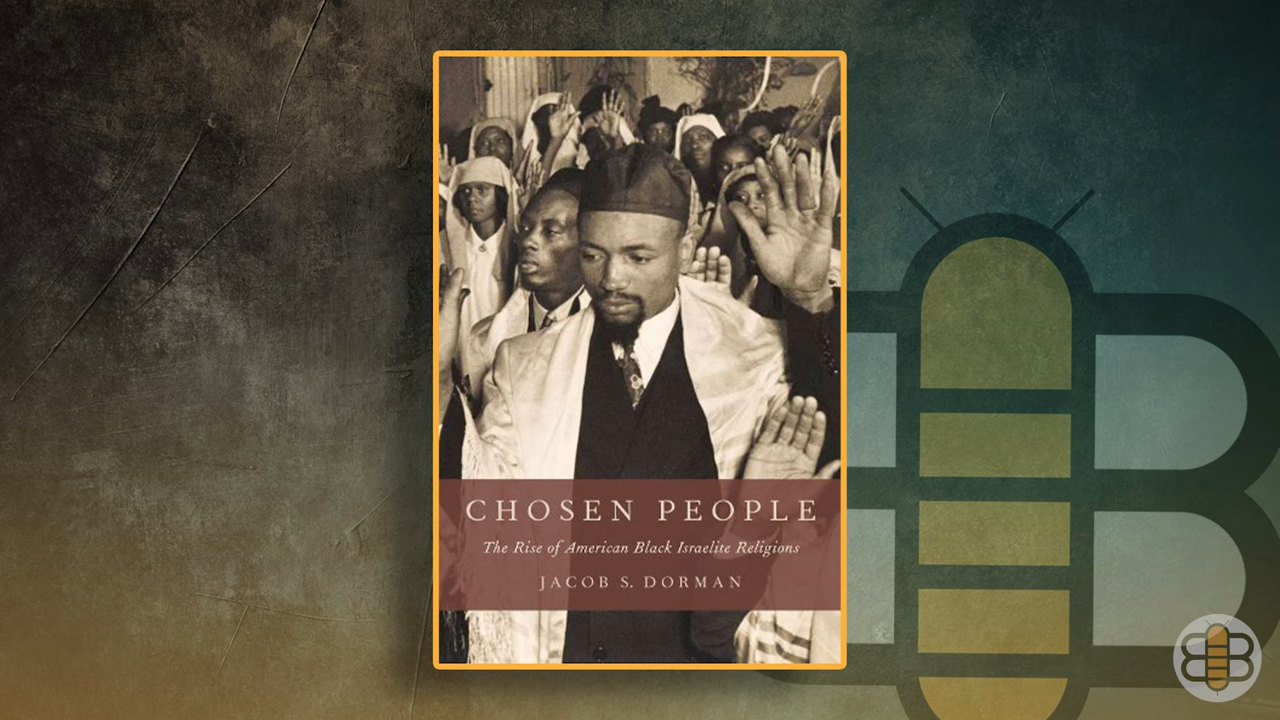 CHOSEN PEOPLE
The Rise of American Black Israelite Religions
JACOB S. DORMAN